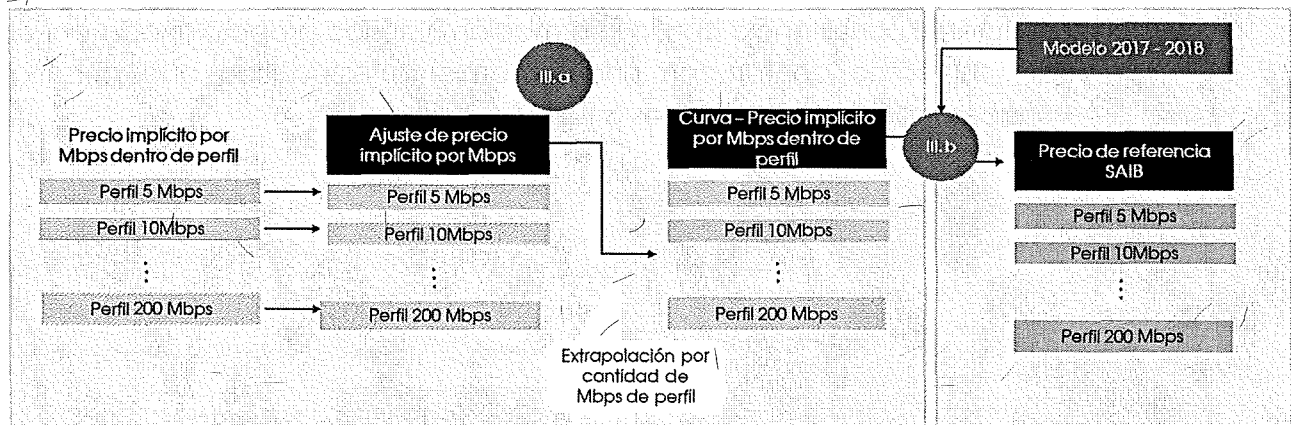 Precio implícito por
Mbps dentro de perfil
Perfil 5 Mbps
Perfil 10Mbps
Perfil 200 Mbps
III.a
Ajuste de precio
implícito por Mbps
Perfil 5 Mbps
Perfil 10Mbps
Perfil 200 Mbps
Extrapolación por
cantidad de
Mbps de perfil
Curva – Precio implícito
por Mbps dentro de
perfil
Perfil 5 Mbps
Perfil 10Mbps
Perfil 200 Mbps
III.b
Modelo 2017 - 2018
Precio de referencia
SAIB
Perfil 5 Mbps
Perfil 10Mbps
Perfil 200 Mbps